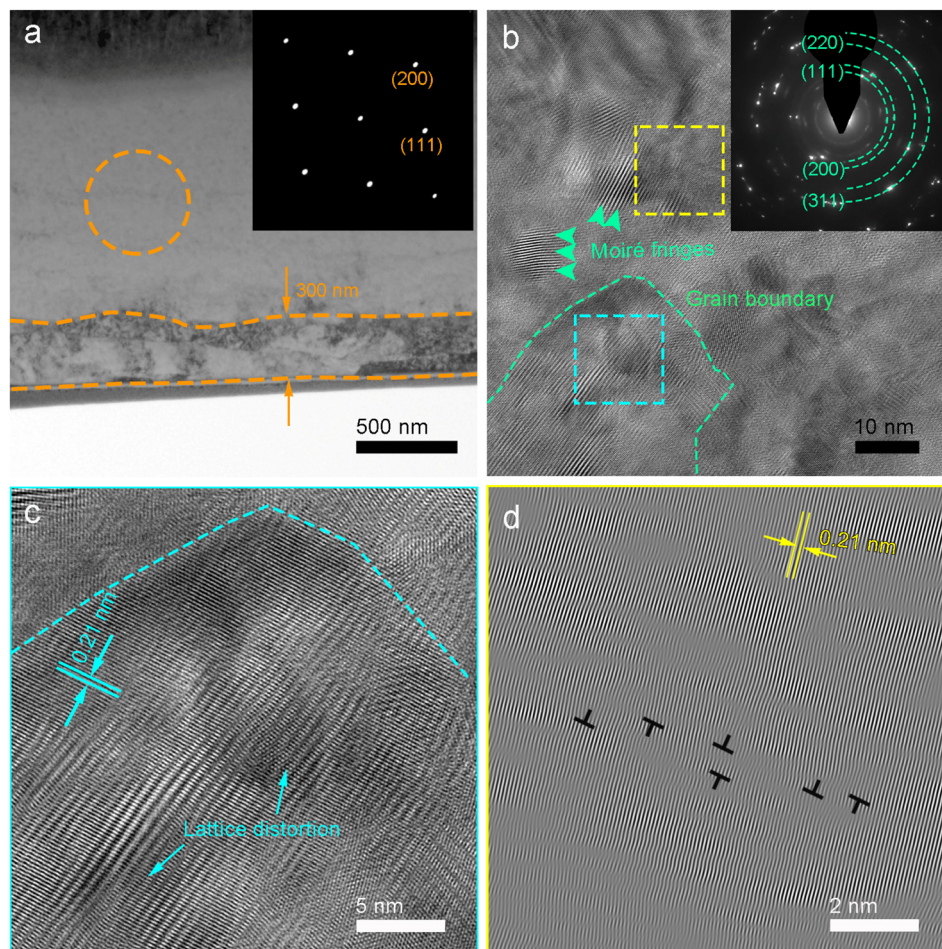 a
(200)
(111)
300 nm
500 nm
b
(220)
(111)
(200)
(311)
Moiré fringes
Grain boundary
10 nm
c
0.21 nm
Lattice distortion
5 nm
d
0.21 nm
2 nm